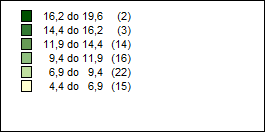 16,2 do 19,6 (2)
14,4 do 16,2 (3)
11,9 do 14,4 (14)
9,4 do 11,9 (16)
6,9 do 9,4 (22)
4,4 do 6,9 (15)